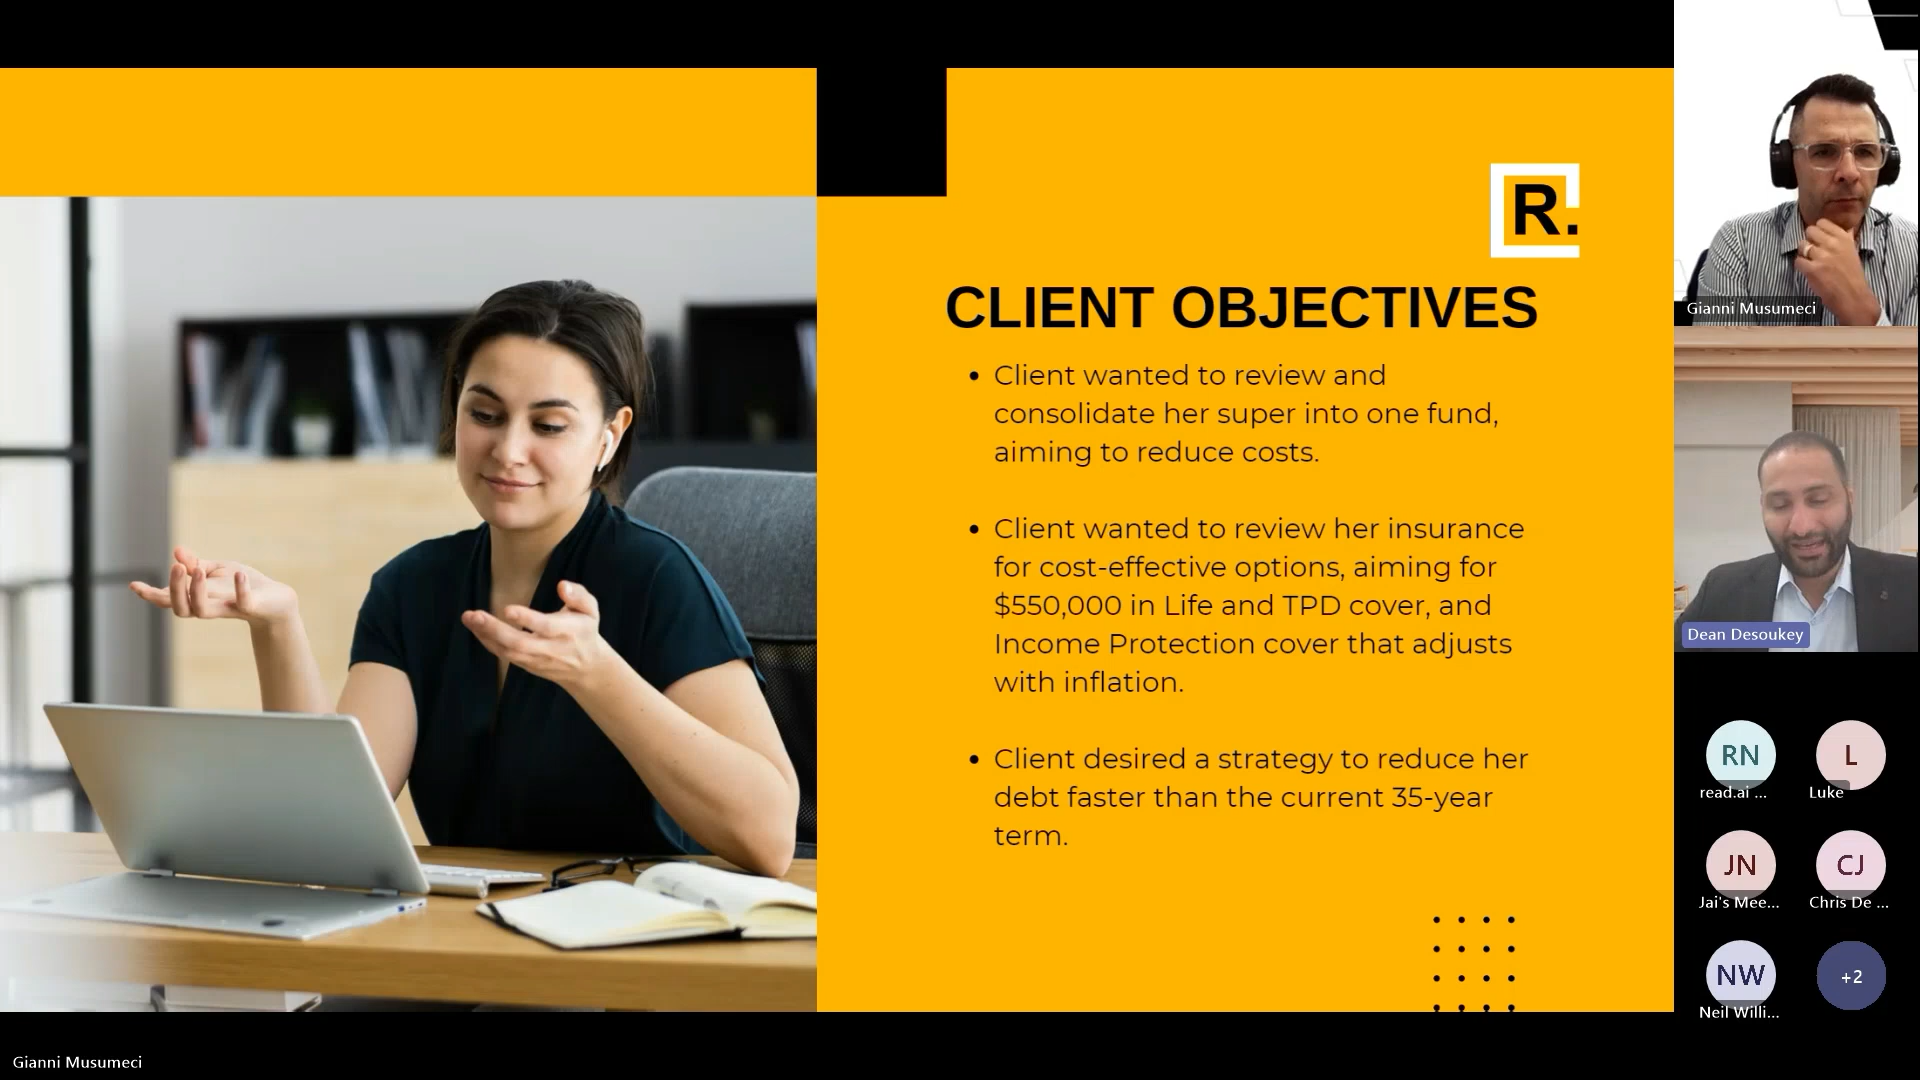 R.
CLIENT OBJECTIVES
• Client wanted to review and
consolidate her super into one fund,
aiming to reduce costs.
• Client wanted to review her insurance
for cost-effective options, aiming for
$550,000 in Life and TPD cover, and
Income Protection cover that adjusts
with inflation.
• Client desired a strategy to reduce her
debt faster than the current 35-year
term.
Gianni Musumeci
Dean Desoukey
RN
read.ai ...
L
Luke
JN
Jai's Mee...
CJ
Chris De ...
NW
Neil Willi...
+2
Gianni Musumeci